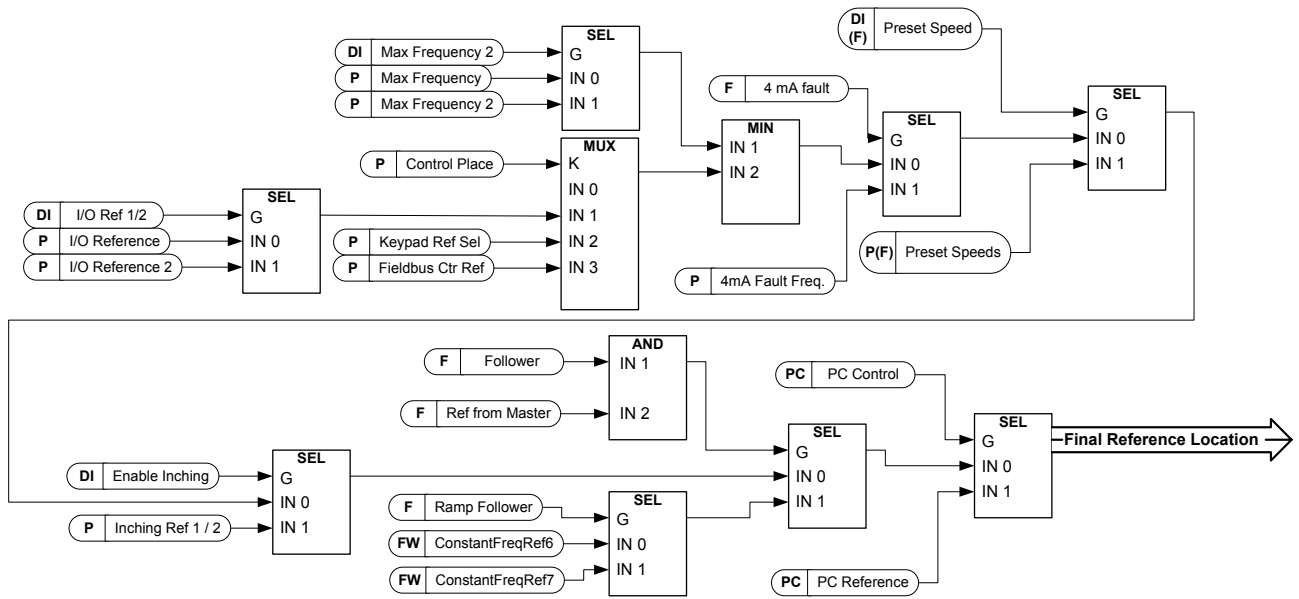 SEL
DI Max Frequency 2
G
P Max Frequency
IN 0
P Max Frequency 2
IN 1
DI (F) Preset Speed
F 4 mA fault
SEL
G
IN 0
IN 1
MIN
IN 1
IN 2
SEL
G
IN 0
IN 1
MUX
P Control Place
K
IN 0
IN 1
P Keypad Ref Sel
IN 2
P Fieldbus Ctr Ref
IN 3
SEL
DI I/O Ref 1/2
G
P I/O Reference
IN 0
P I/O Reference 2
IN 1
P 4mA Fault Freq.
P(F) Preset Speeds
AND
F Follower
IN 1
F Ref from Master
IN 2
PC PC Control
SEL
G
IN 0
IN 1
Final Reference Location
SEL
G
IN 0
IN 1
SEL
DI Enable Inching
G
IN 0
P Inching Ref 1 / 2
IN 1
SEL
F Ramp Follower
G
FW ConstantFreqRef6
IN 0
FW ConstantFreqRef7
IN 1
PC PC Reference